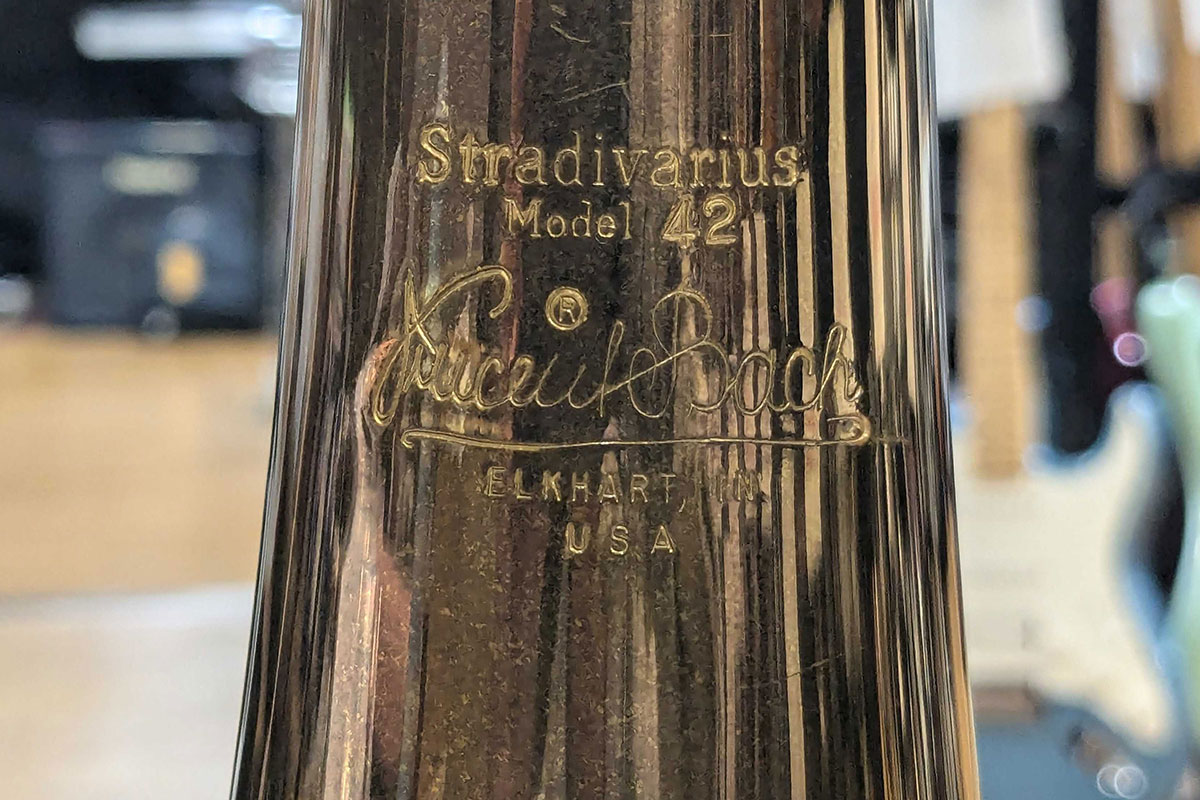 Stradivarius
Model 42
®
Vincent Bach
ELKHART, IN
USA